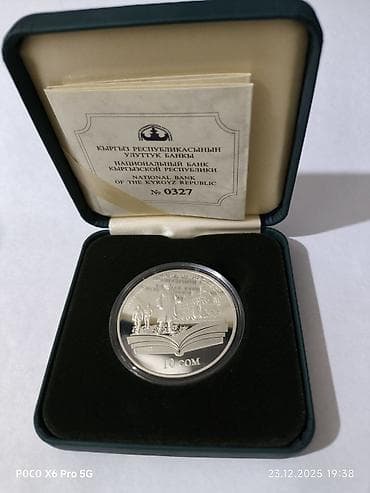 КЫРГЫЗ РЕСПУБЛИКАСЫНЫН
УЛУТТУК БАНКЫ
НАЦИОНАЛЬНЫЙ БАНК
КЫРГЫЗСКОЙ РЕСПУБЛИКИ
NATIONAL BANK
OF THE KYRGYZ REPUBLIC
№ 0327
10 СОМ
POCO X6 Pro 5G
23.12.2025 19:38